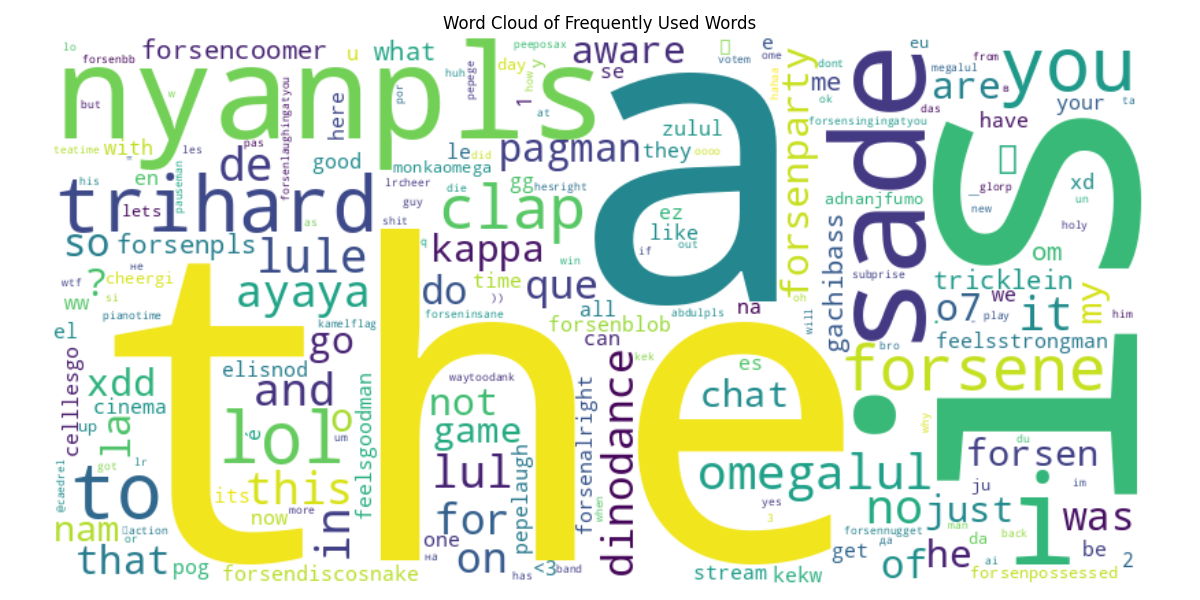 Word Cloud of Frequently Used Words
lo
forsenbb
forsencoomer
u
what
peeposax
aware
votem
e
ome
eu
from
megalul
are
you
nyanpls
but
w
huh
pepege
day
how
y
se
1
at
a
hahaa
forsenparty
me
dont
ok
das
B
your
ta
teatime
with
les
pas
forsenlaughingatyou
here
por
zulul
forsensingingatyou
have
his
en
pauseman
de
good
le
did
monkaomega
pagman
they
oooo
sade
is
trihard
lets
as
lrcheer
guy
die
gg
hesright
clap
shit
ez
like
out
if
adnanjfumo
__glorp
new
xd
un
holy
so
forsenpls
lule
q
kappa
win
gachibass
om
wtf
?
cheergi
не
si
ww
pianotime
ayaya
do
time
))
que
all
na
oh
will
subprise
tricklein
o7
we
play
it
my
him
el
kamelflag
go
forseninsane
forsenblob
abdulpls
can
bro
feelsstrongman
the
celllesgo
xdd
cinema
up
la
elisnod
and
waytoodank
not
game
dinodance
kek
es
chat
forsene
why
è
lol
o
um
feelsgoodman
forsenalright
du
forsen
@caedrel
to
got
lr
its
this
now
more
in
lul
pepelaugh
for
when
omegalul
yes
3
ju
im
i
nam
action
or
one
на
on
no
just
forsennugget
man
да
da
back
was
that
pog
forsendiscosnake
has
<3
band
stream
kekw
get
of
he
ai
be
2
forsenpossessed